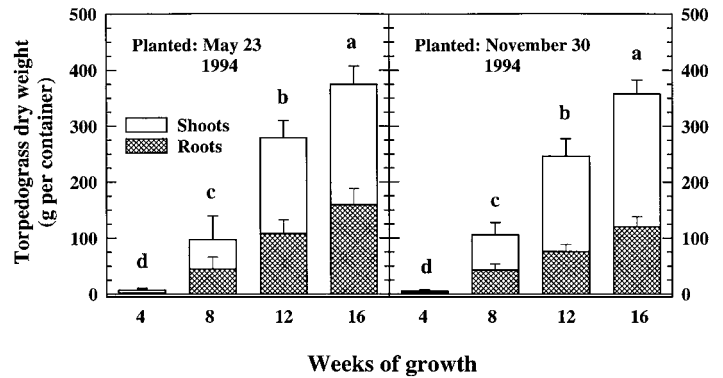 500 500
Planted: May 23 Planted: November 30
1994 1994
a a
400 400
b b
300 300
Shoots
Roots
200 200
c c
100 100
d d
0 0
4 8 12 16 4 8 12 16
Torpedograss dry weight
(g per container)
Weeks of growth